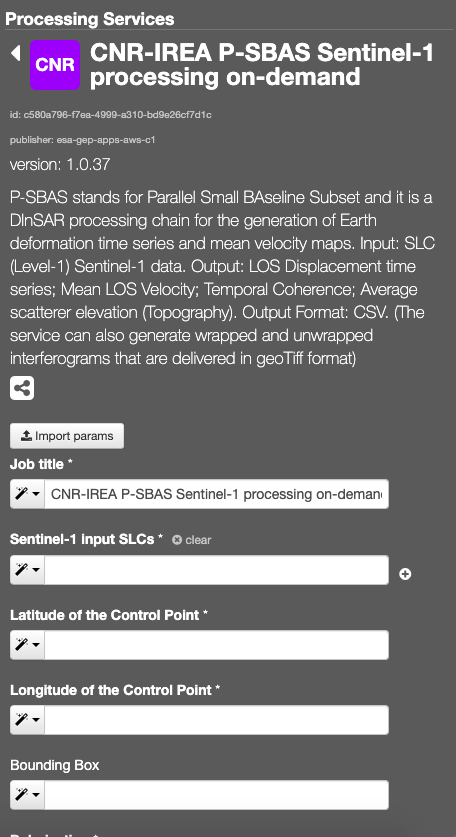 Processing Services
CNR
CNR-IREA P-SBAS Sentinel-1
processing on-demand
id: c580a796-f7ea-4999-a310-bd9e26cf7d1c
publisher: esa-gep-apps-aws-c1
version: 1.0.37
P-SBAS stands for Parallel Small BAseline Subset and it is a
DInSAR processing chain for the generation of Earth
deformation time series and mean velocity maps. Input: SLC
(Level-1) Sentinel-1 data. Output: LOS Displacement time
series; Mean LOS Velocity; Temporal Coherence; Average
scatterer elevation (Topography). Output Format: CSV. (The
service can also generate wrapped and unwrapped
interferograms that are delivered in geoTiff format)
Import params
Job title *
CNR-IREA P-SBAS Sentinel-1 processing on-deman
Sentinel-1 input SLCs * clear
Latitude of the Control Point *
Longitude of the Control Point *
Bounding Box